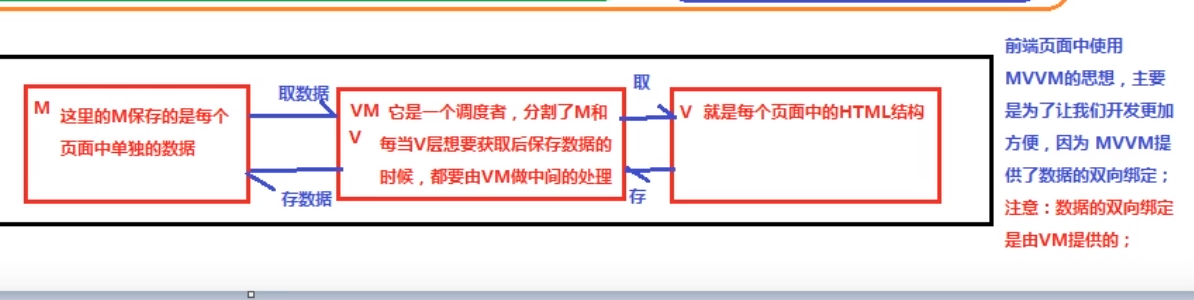 M 这里的M保存的是每个
页面中单独的数据
取数据
存数据
VM 它是一个调度者，分割了M和
V 每当V层想要获取后保存数据的
时候，都要由VM做中间的处理
取
存
V 就是每个页面中的HTML结构
前端页面中使用
MVVM的思想，主要
是为了让我们开发更加
方便，因为 MVVM提
供了数据的双向绑定；
注意：数据的双向绑定
是由VM提供的；